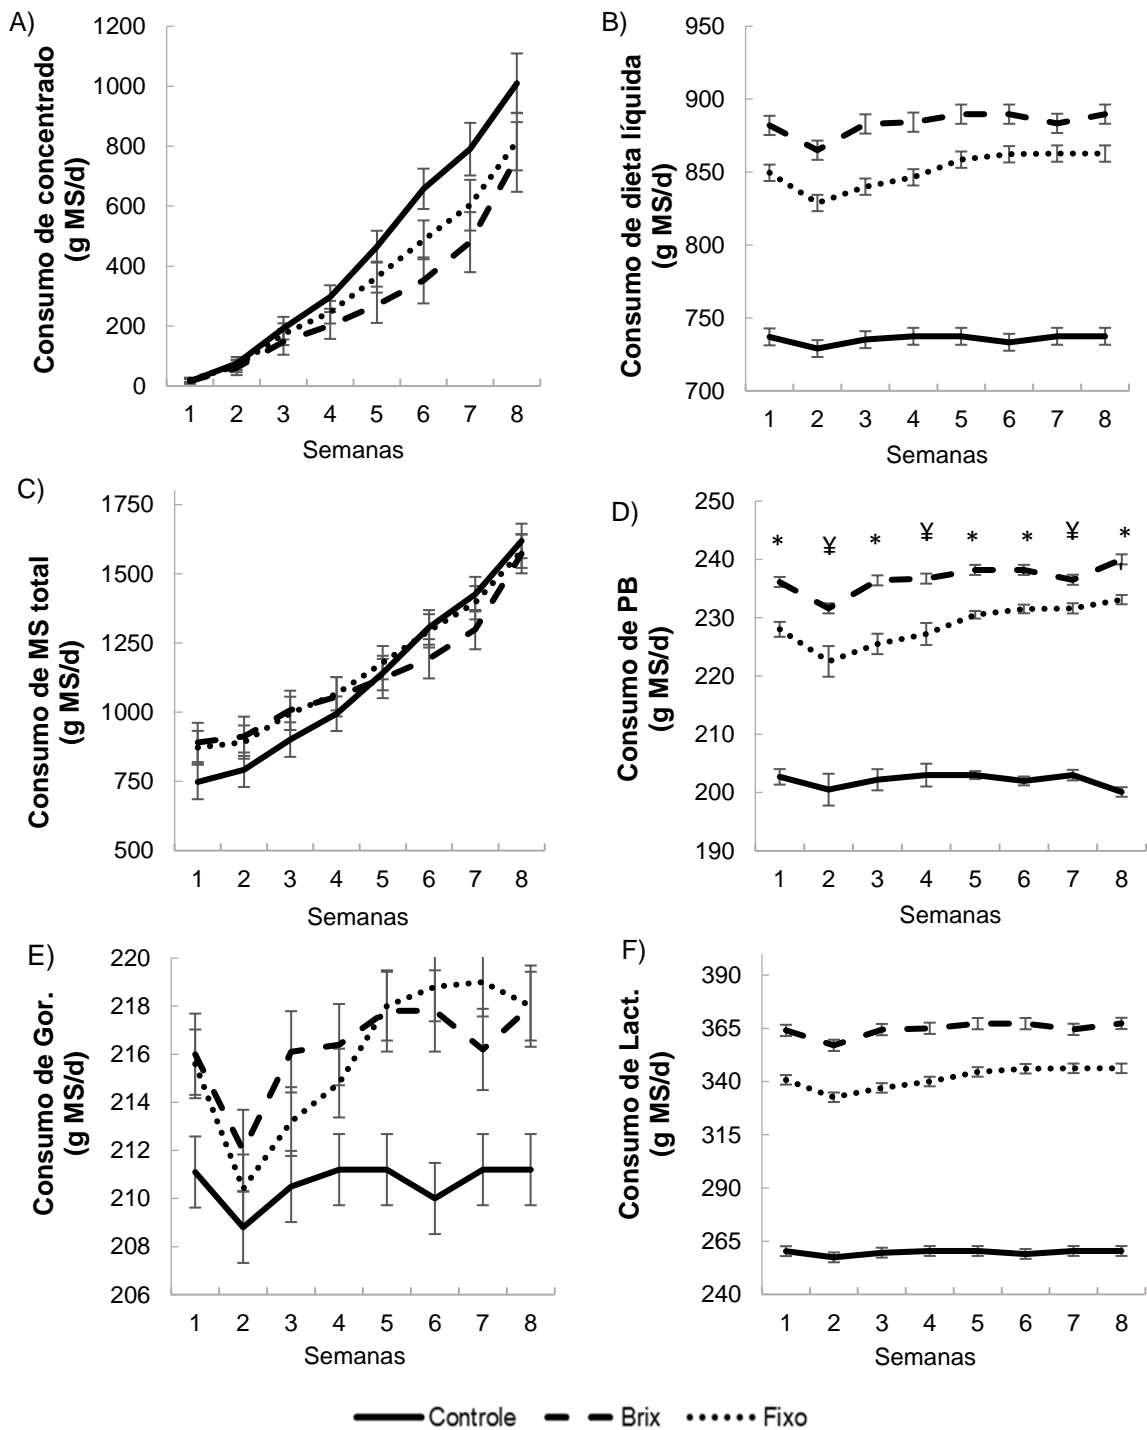 A)
Consumo de concentrado
(g MS/d)
1200
1000
800
600
400
200
0
1 2 3 4 5 6 7 8
Semanas
B)
Consumo de dieta líquida
(g MS/d)
950
900
850
800
750
700
1 2 3 4 5 6 7 8
Semanas
C)
Consumo de MS total
(g MS/d)
1750
1500
1250
1000
750
500
1 2 3 4 5 6 7 8
Semanas
D)
Consumo de PB
(g MS/d)
250
240
230
220
210
200
190
* ¥ * ¥ * * ¥ *
1 2 3 4 5 6 7 8
Semanas
E)
Consumo de Gor.
(g MS/d)
220
218
216
214
212
210
208
206
1 2 3 4 5 6 7 8
Semanas
F)
Consumo de Lact.
(g MS/d)
390
365
340
315
290
265
240
1 2 3 4 5 6 7 8
Semanas
Controle Brix Fixo